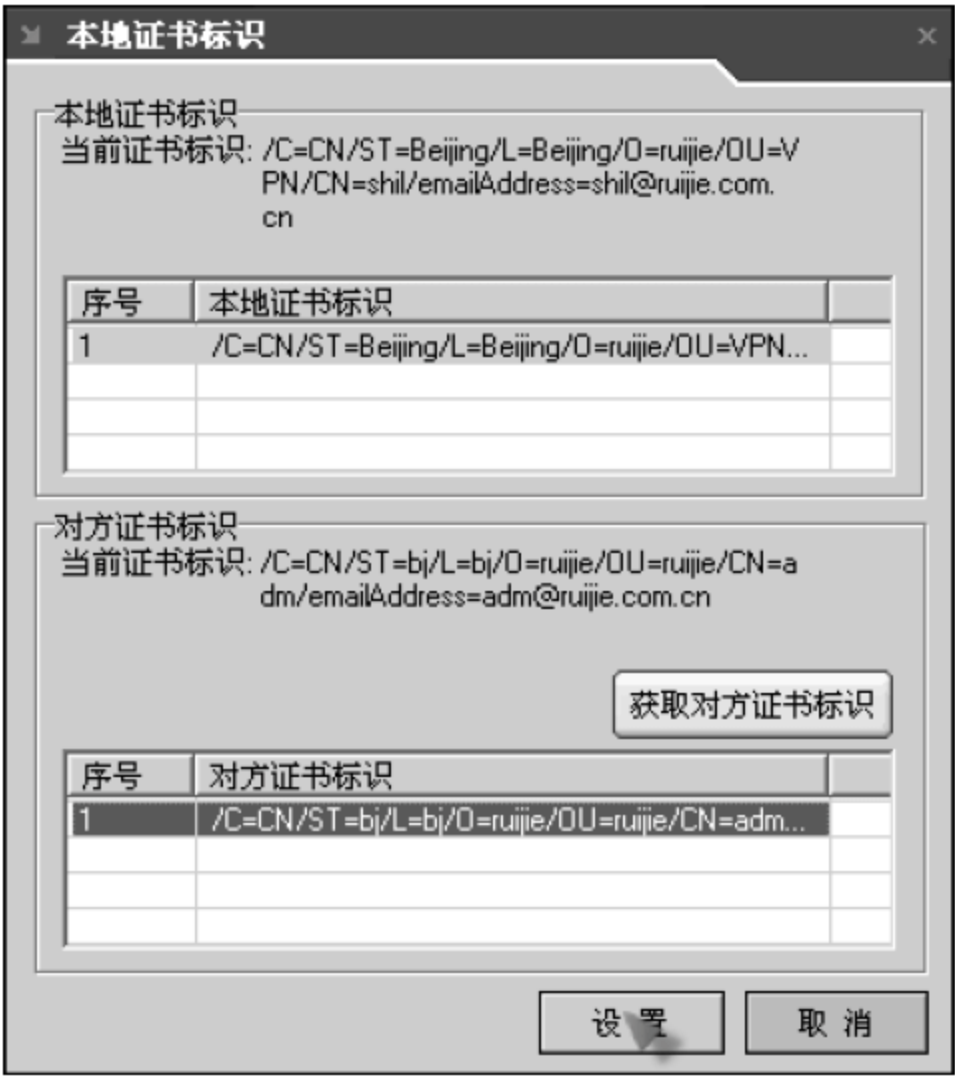 本地证书标识
本地证书标识
当前证书标识: /C=CN/ST=Beijing/L=Beijing/O=ruijie/OU=V
PN/CN=shil/emailAddress=shil@ruijie.com.
cn
序号 本地证书标识
1 /C=CN/ST=Beijing/L=Beijing/O=ruijie/OU=VPN...
对方证书标识
当前证书标识: /C=CN/ST=bj/L=bj/O=ruijie/OU=ruijie/CN=a
dm/emailAddress=adm@ruijie.com.cn
获取对方证书标识
序号 对方证书标识
1 /C=CN/ST=bj/L=bj/O=ruijie/OU=ruijie/CN=adm...
设 置 取 消